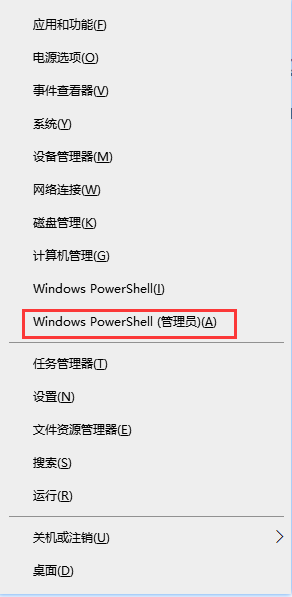 应用和功能(F)
电源选项(O)
事件查看器(V)
系统(Y)
设备管理器(M)
网络连接(W)
磁盘管理(K)
计算机管理(G)
Windows PowerShell(I)
Windows PowerShell (管理员)(A)
任务管理器(T)
设置(N)
文件资源管理器(E)
搜索(S)
运行(R)
关机或注销(U)
桌面(D)